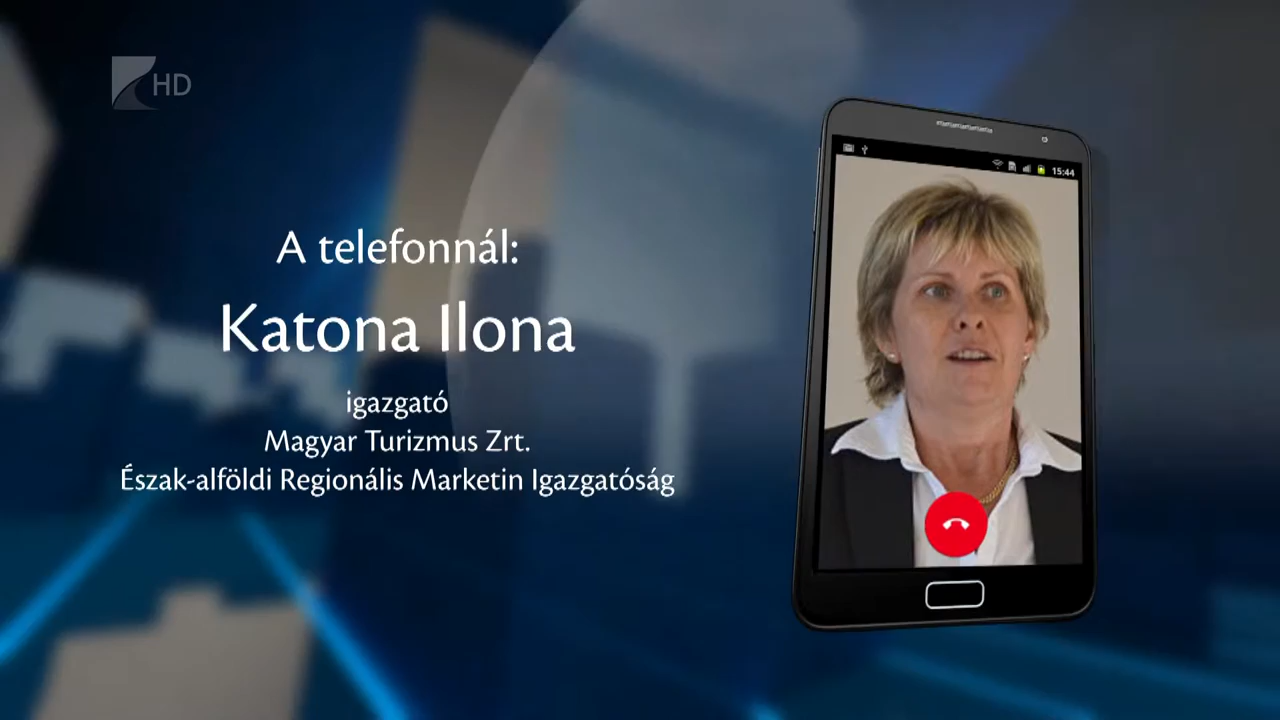 HD
15:44
A telefonnál:
Katona Ilona
igazgató
Magyar Turizmus Zrt.
Észak-alföldi Regionális Marketin Igazgatóság